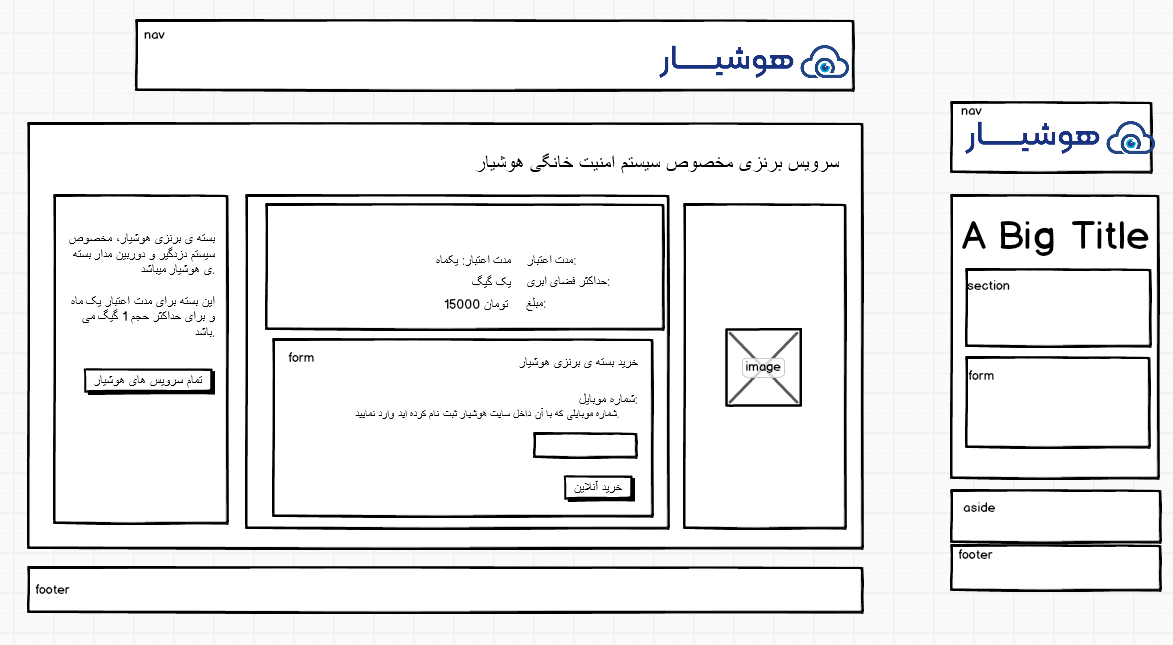 nav
هوشیار
سرویس برنزی مخصوص سیستم امنیت خانگی هوشیار
image
مدت اعتبار: مدت اعتبار: یکماه
حداکثر فضای ابری: یک گیگ
مبلغ: 15000 تومان
form
خرید بسته ی برنزی هوشیار
شماره موبایل:
شماره موبایلی که با آن داخل سایت هوشیار ثبت نام کرده اید وارد نمایید.
خرید آنلاین
بسته ی برنزی هوشیار، مخصوص
سیستم دزدگیر و دوربین مدار بسته
ی هوشیار میباشد.
این بسته برای مدت اعتبار یک ماه
و برای حداکثر حجم 1 گیگ می
باشد.
تمام سرویس های هوشیار
footer
nav
هوشیار
A Big Title
section
form
aside
footer